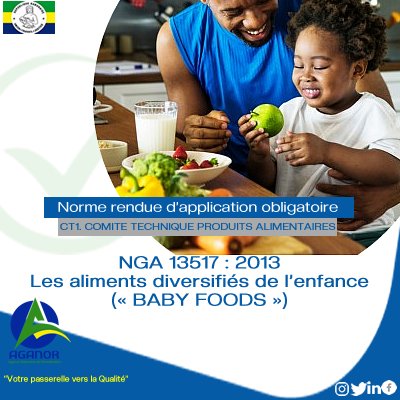 Norme rendue d'application obligatoire
CT1. COMITE TECHNIQUE PRODUITS ALIMENTAIRES
NGA 13517 : 2013
Les aliments diversifiés de l'enfance
(« BABY FOODS »)
AGANOR
"Votre passerelle vers la Qualité"